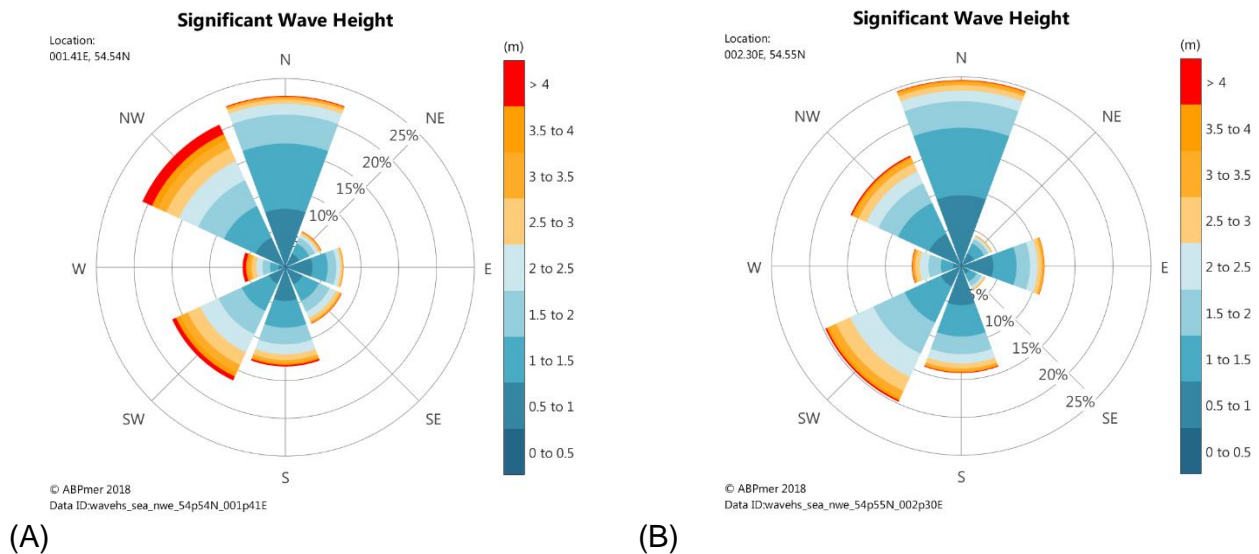 Significant Wave Height
Location:
001.41E, 54.54N
(m)
N
NE
E
SE
S
SW
W
NW
10%
15%
20%
25%
> 4
3.5 to 4
3 to 3.5
2.5 to 3
2 to 2.5
1.5 to 2
1 to 1.5
0.5 to 1
0 to 0.5
© ABPmer 2018
Data ID:wavehs_sea_nwe_54p54N_001p41E
(A)
Significant Wave Height
Location:
002.30E, 54.55N
(m)
N
NE
E
SE
S
SW
W
NW
5%
10%
15%
20%
25%
> 4
3.5 to 4
3 to 3.5
2.5 to 3
2 to 2.5
1.5 to 2
1 to 1.5
0.5 to 1
0 to 0.5
© ABPmer 2018
Data ID:wavehs_sea_nwe_54p55N_002p30E
(B)